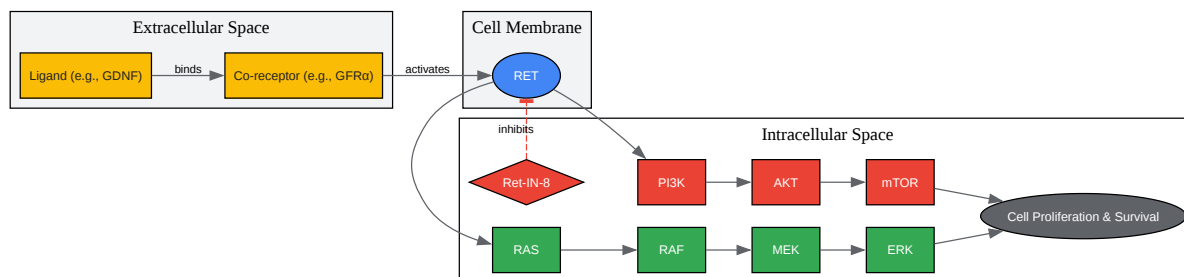 Extracellular Space
Cell Membrane
Ligand (e.g., GDNF)
binds
Co-receptor (e.g., GFRα)
activates
RET
inhibits
Intracellular Space
Ret-IN-8
PI3K
AKT
mTOR
Cell Proliferation & Survival
RAS
RAF
MEK
ERK